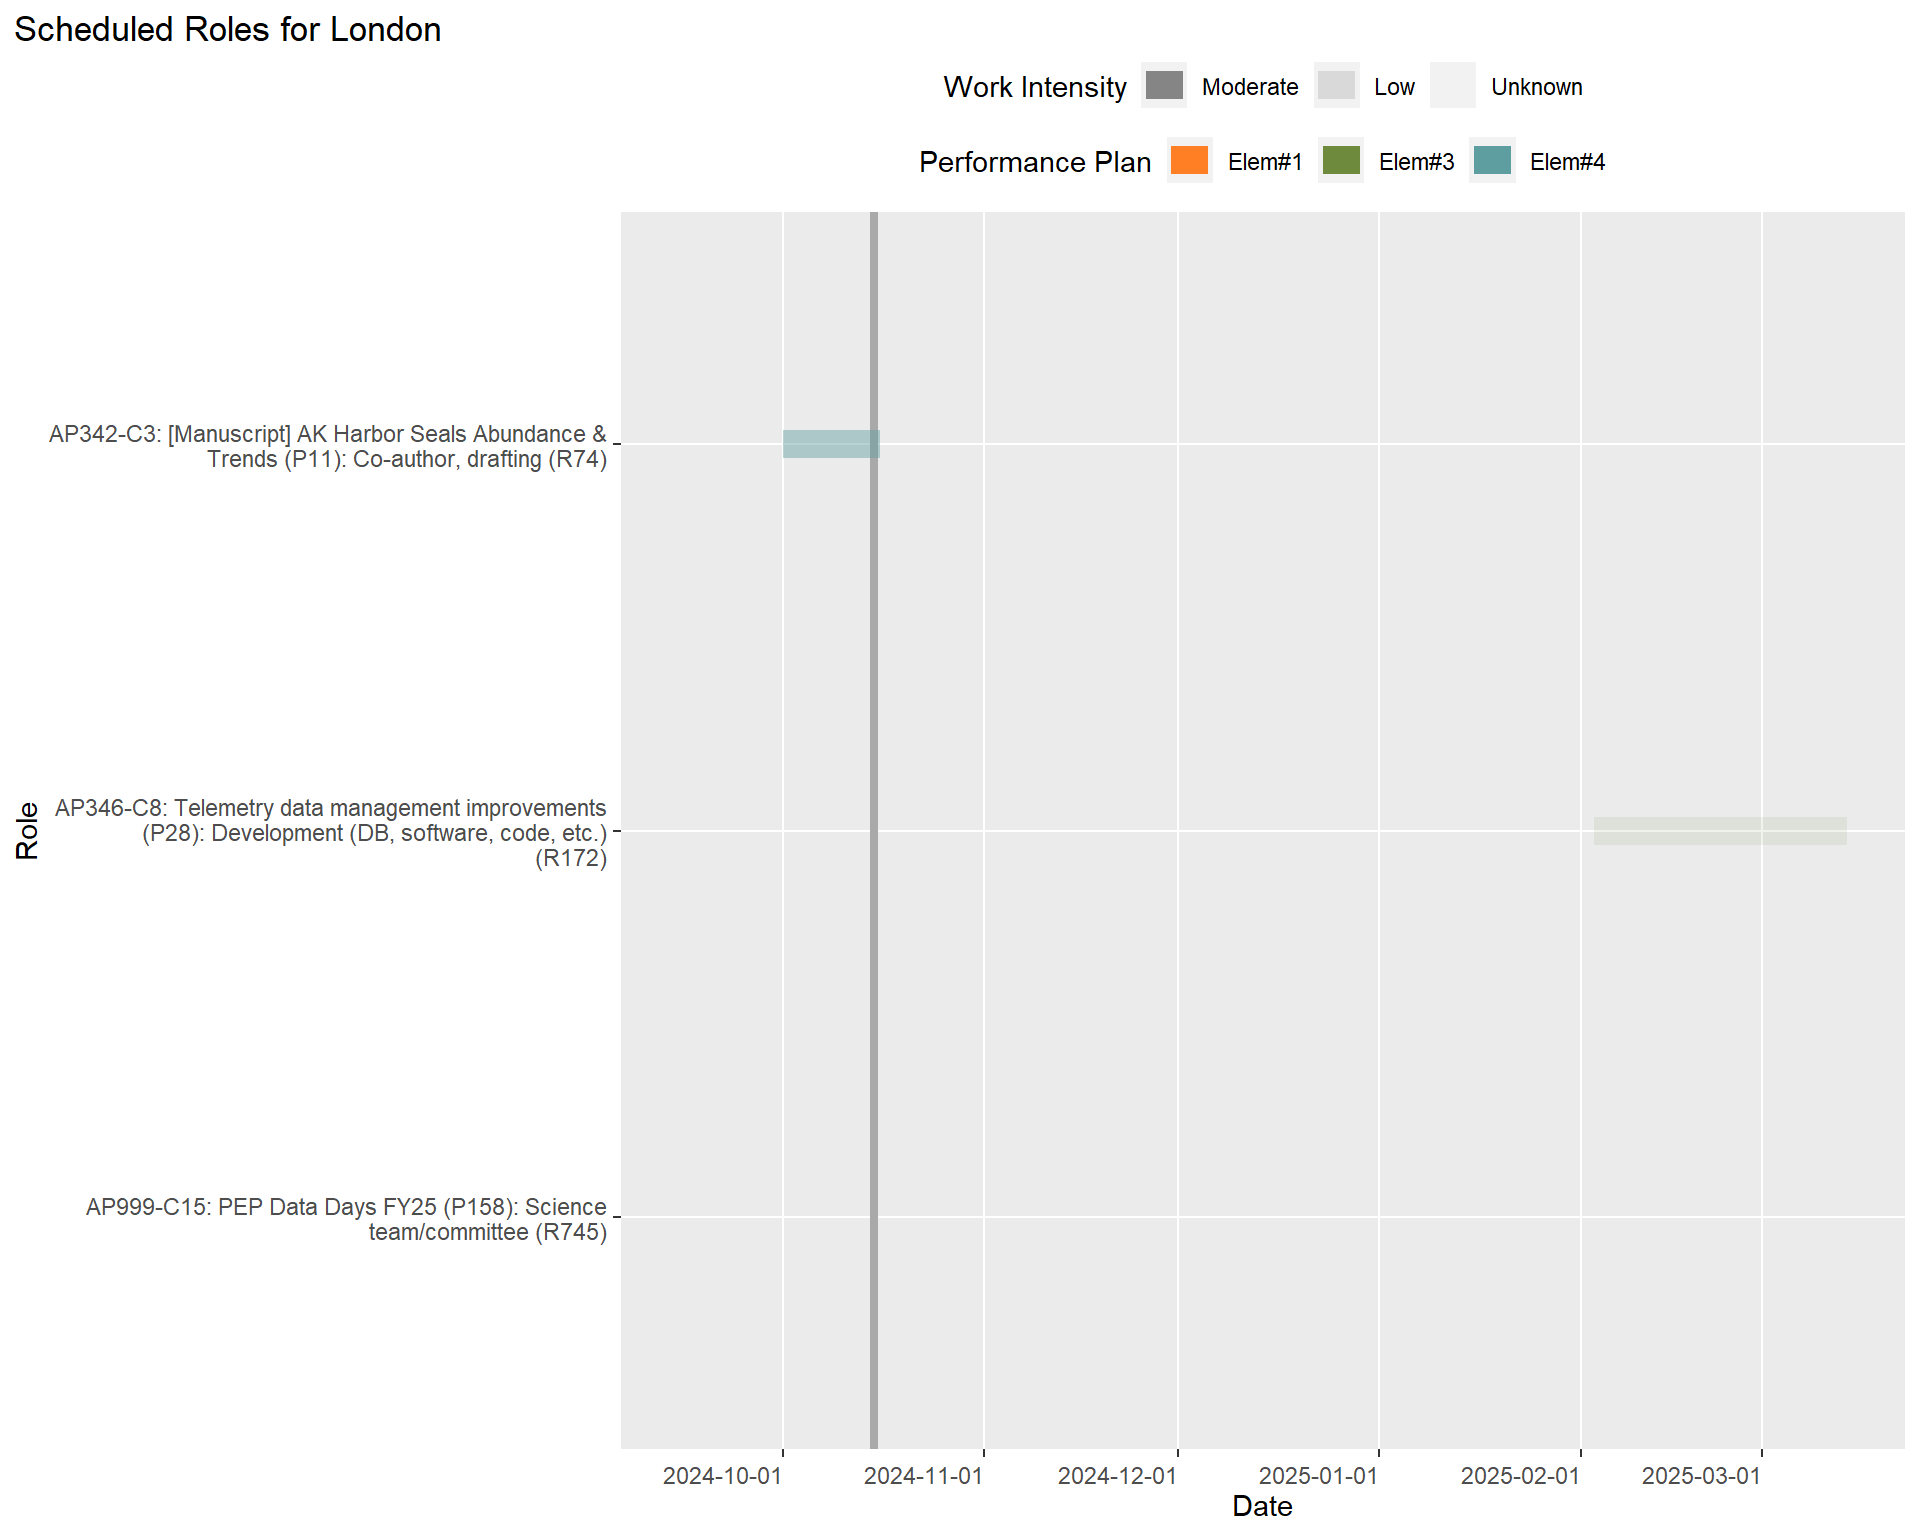 Scheduled Roles for London
Work Intensity Moderate Low Unknown
Performance Plan Elem#1 Elem#3 Elem#4
AP342-C3: [Manuscript] AK Harbor Seals Abundance &
Trends (P11): Co-author, drafting (R74)
Role
AP346-C8: Telemetry data management improvements
(P28): Development (DB, software, code, etc.)
(R172)
AP999-C15: PEP Data Days FY25 (P158): Science
team/committee (R745)
2024-10-01 2024-11-01 2024-12-01 2025-01-01 2025-02-01 2025-03-01
Date